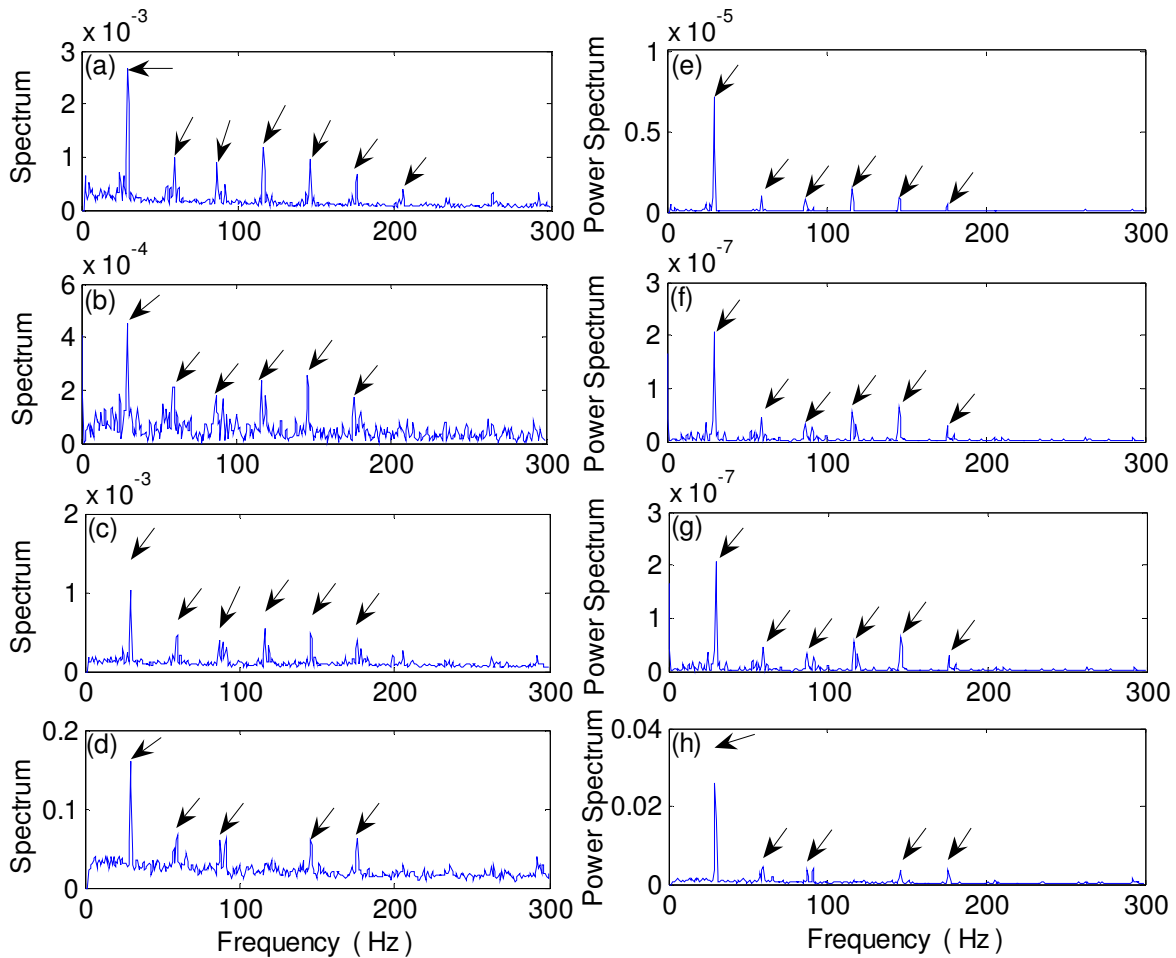 x 10-3
(a)
Spectrum
3
2
1
0
0 100 200 300
x 10-5
(e)
Power Spectrum
1
0.5
0
0 100 200 300
x 10-4
(b)
Spectrum
6
4
2
0
0 100 200 300
x 10-7
(f)
Power Spectrum
3
2
1
0
0 100 200 300
x 10-3
(c)
Spectrum
2
1
0
0 100 200 300
x 10-7
(g)
Power Spectrum
3
2
1
0
0 100 200 300
(d)
Spectrum
0.2
0.1
0
0 100 200 300
Frequency ( Hz)
(h)
Power Spectrum
0.04
0.02
0
0 100 200 300
Frequency ( Hz)